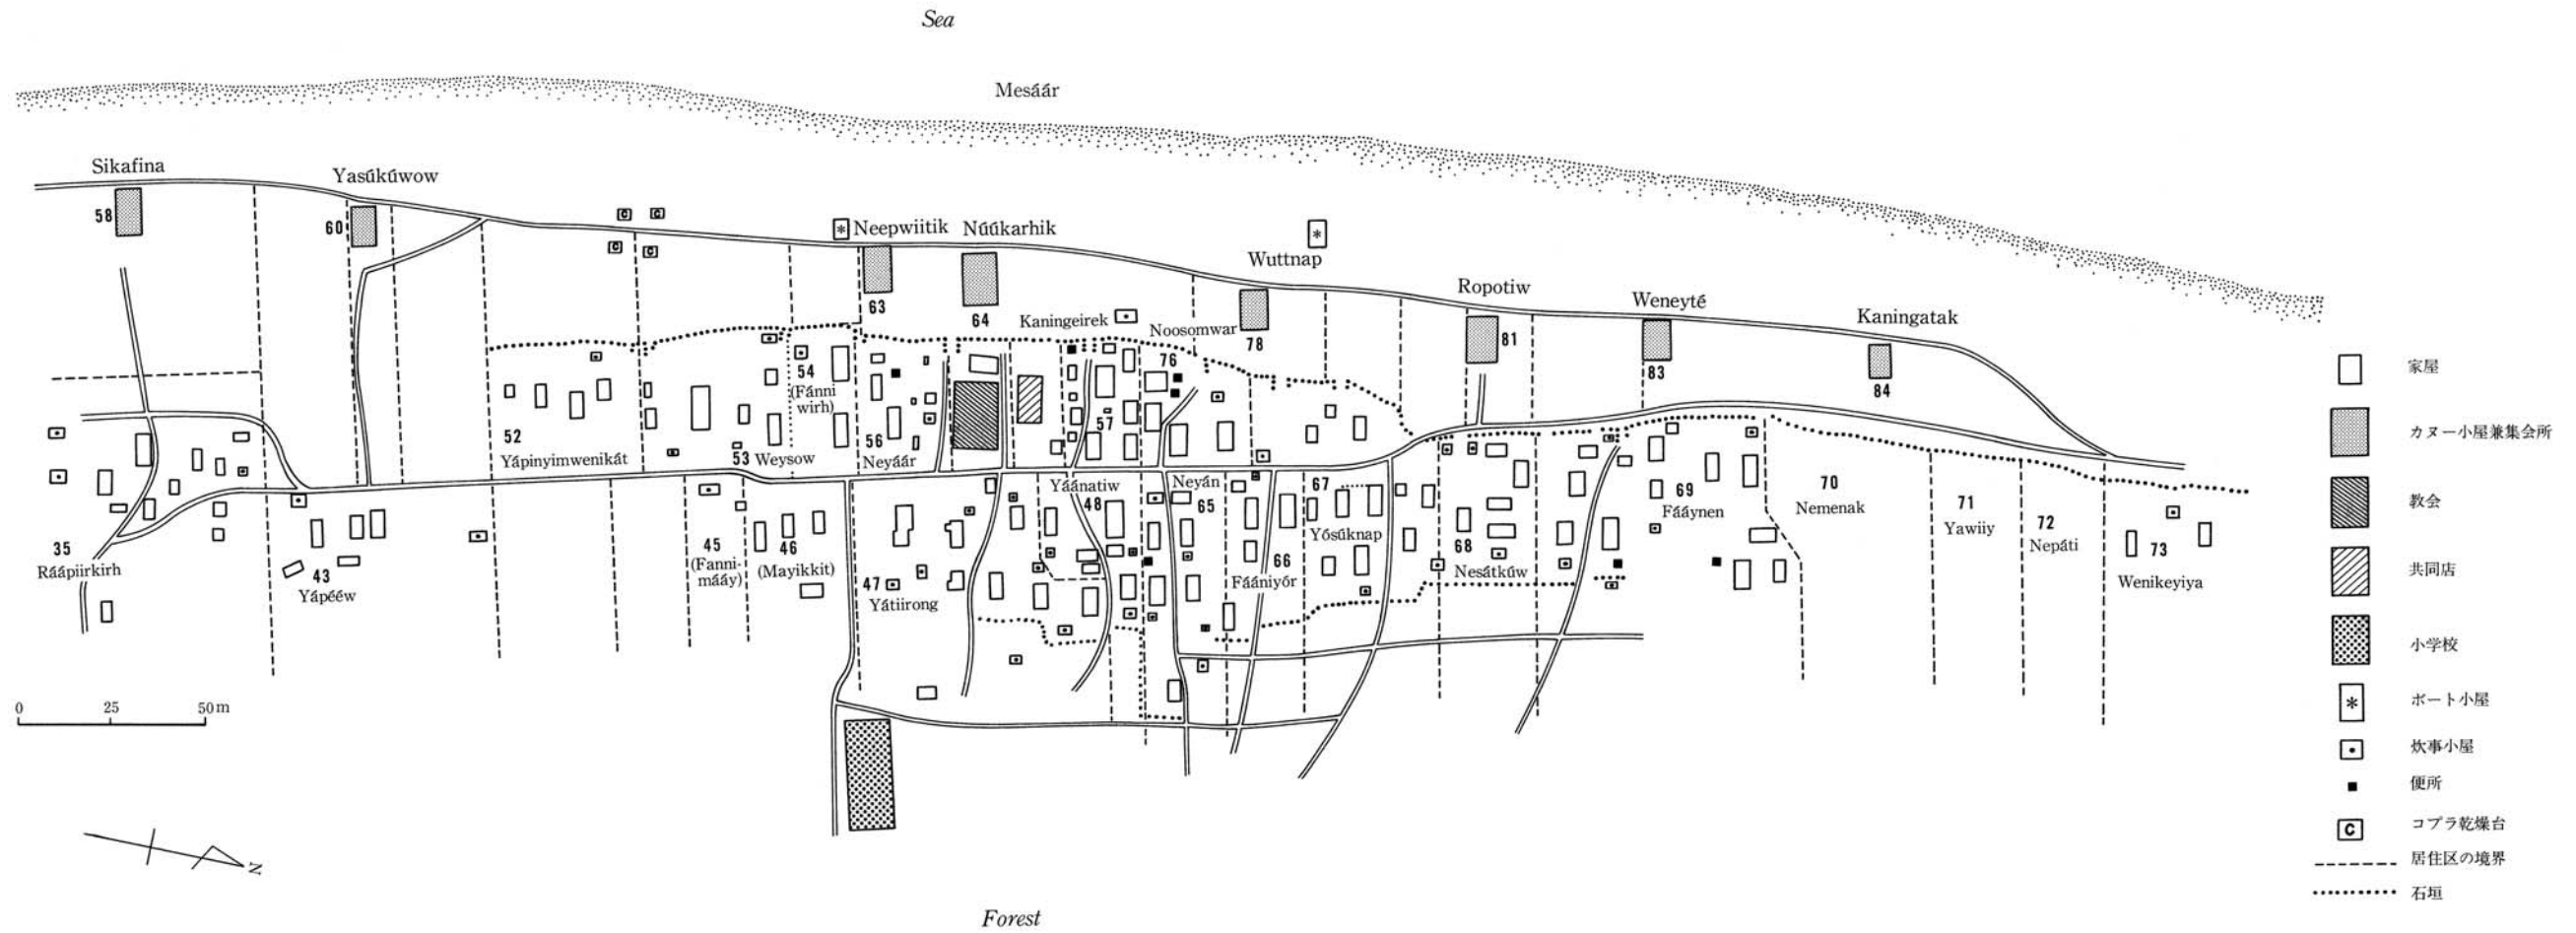 Sea
Mesáár
Sikafina
58
Yasúkúwow
60
C
C
C
C
*
Neepwiitik
Núúkarhik
63
64
*
Wuttnap
78
Ropotiw
81
Weneyté
83
Kaningatak
84
Kaningeirek
Noosomwar
76
52
Yápinyimwenikát
53
Weysow
54
(Fánni
wirh)
56
Neyáár
57
35
Ráápiirkirh
43
Yápééw
45
(Fanni-
mááy)
46
(Mayikkit)
47
Yátiirong
Yáánatiw
48
Neyán
65
66
Fáániyór
67
Yósúknap
68
Nesátkúw
69
Fááynen
70
Nemenak
71
Yawiiy
72
Nepáti
73
Wenikeyiya
0 25 50m
N
Forest
家屋
カヌー小屋兼集会所
教会
共同店
小学校
* ボート小屋
炊事小屋
便所
C コプラ乾燥台
居住区の境界
石垣